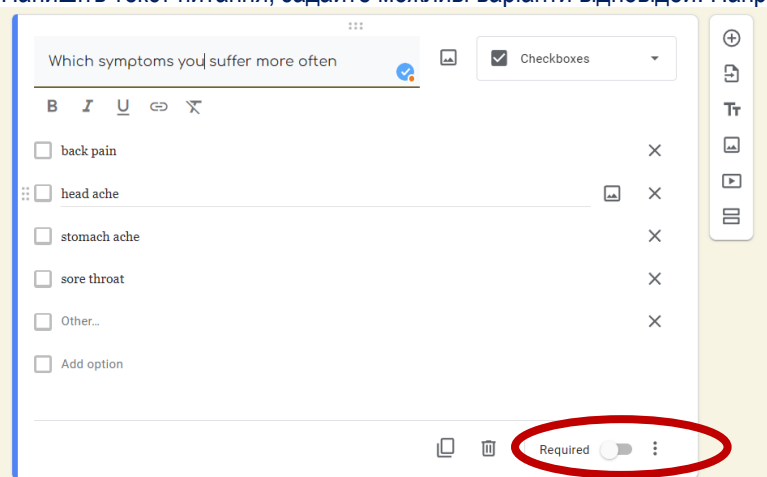 Which symptoms you suffer more often
Checkboxes
B I U
back pain
head ache
stomach ache
sore throat
Other...
Add option
Required